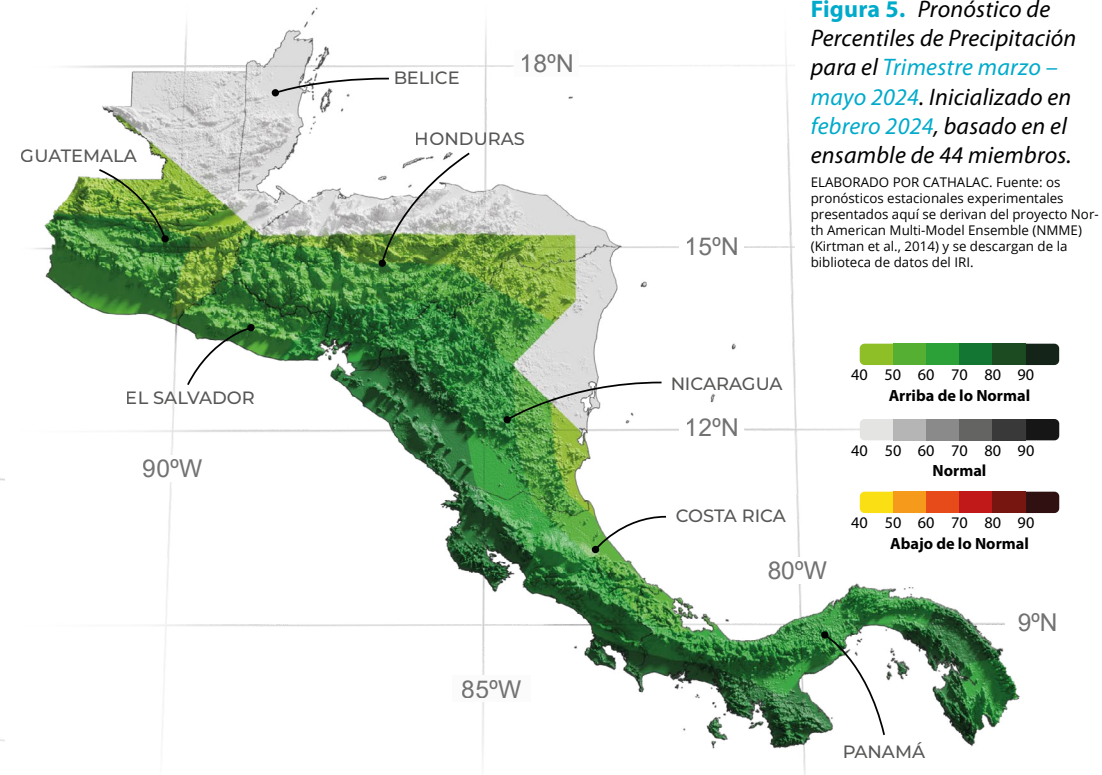 Figura 5. Pronóstico de
Percentiles de Precipitación
para el Trimestre marzo –
mayo 2024. Inicializado en
febrero 2024, basado en el
ensamble de 44 miembros.
ELABORADO POR CATHALAC. Fuente: os
pronósticos estacionales experimentales
presentados aquí se derivan del proyecto Nor-
th American Multi-Model Ensemble (NMME)
(Kirtman et al., 2014) y se descargan de la
biblioteca de datos del IRI.
18ºN
BELICE
HONDURAS
GUATEMALA
15ºN
EL SALVADOR
NICARAGUA
12ºN
90ºW
COSTA RICA
80ºW
9ºN
85ºW
PANAMÁ
40 50 60 70 80 90
Arriba de lo Normal
40 50 60 70 80 90
Normal
40 50 60 70 80 90
Abajo de lo Normal